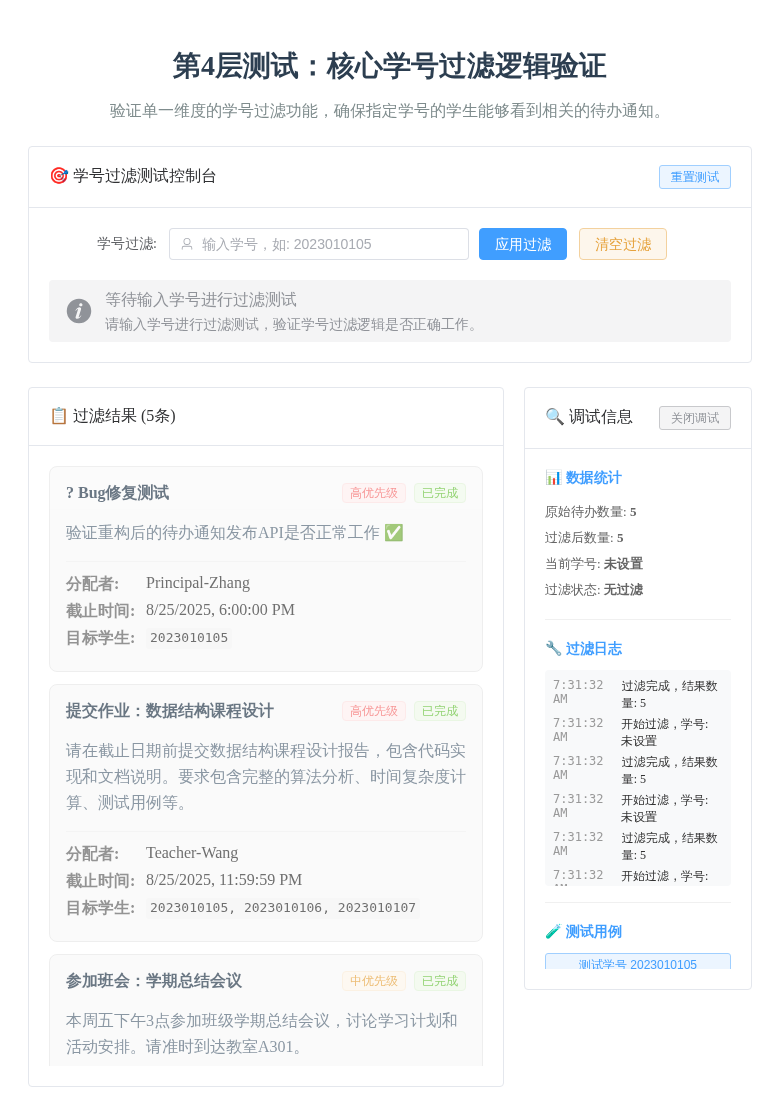 第4层测试：核心学号过滤逻辑验证
验证单一维度的学号过滤功能，确保指定学号的学生能够看到相关的待办通知。
🎯 学号过滤测试控制台
重置测试
学号过滤:
输入学号，如: 2023010105
应用过滤
清空过滤
等待输入学号进行过滤测试
请输入学号进行过滤测试，验证学号过滤逻辑是否正确工作。
📋 过滤结果 (5条)
? Bug修复测试
高优先级
已完成
验证重构后的待办通知发布API是否正常工作 ✅
分配者: Principal-Zhang
截止时间: 8/25/2025, 6:00:00 PM
目标学生: 2023010105
提交作业：数据结构课程设计
高优先级
已完成
请在截止日期前提交数据结构课程设计报告，包含代码实
现和文档说明。要求包含完整的算法分析、时间复杂度计
算、测试用例等。
分配者: Teacher-Wang
截止时间: 8/25/2025, 11:59:59 PM
目标学生: 2023010105, 2023010106, 2023010107
参加班会：学期总结会议
中优先级
已完成
本周五下午3点参加班级学期总结会议，讨论学习计划和
活动安排。请准时到达教室A301。
🔍 调试信息
关闭调试
📊 数据统计
原始待办数量: 5
过滤后数量: 5
当前学号: 未设置
过滤状态: 无过滤
🔧 过滤日志
7:31:32 AM
过滤完成，结果数
量: 5
7:31:32 AM
开始过滤，学号:
未设置
7:31:32 AM
过滤完成，结果数
量: 5
7:31:32 AM
开始过滤，学号:
未设置
7:31:32 AM
过滤完成，结果数
量: 5
7:31:32
开始过滤，学号:
🧪 测试用例
测试学号 2023010105